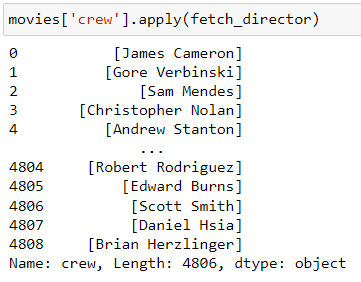 movies['crew'].apply(fetch_director)
0 [James Cameron]
1 [Gore Verbinski]
2 [Sam Mendes]
3 [Christopher Nolan]
4 [Andrew Stanton]
...
4804 [Robert Rodriguez]
4805 [Edward Burns]
4806 [Scott Smith]
4807 [Daniel Hsia]
4808 [Brian Herzlinger]
Name: crew, Length: 4806, dtype: object